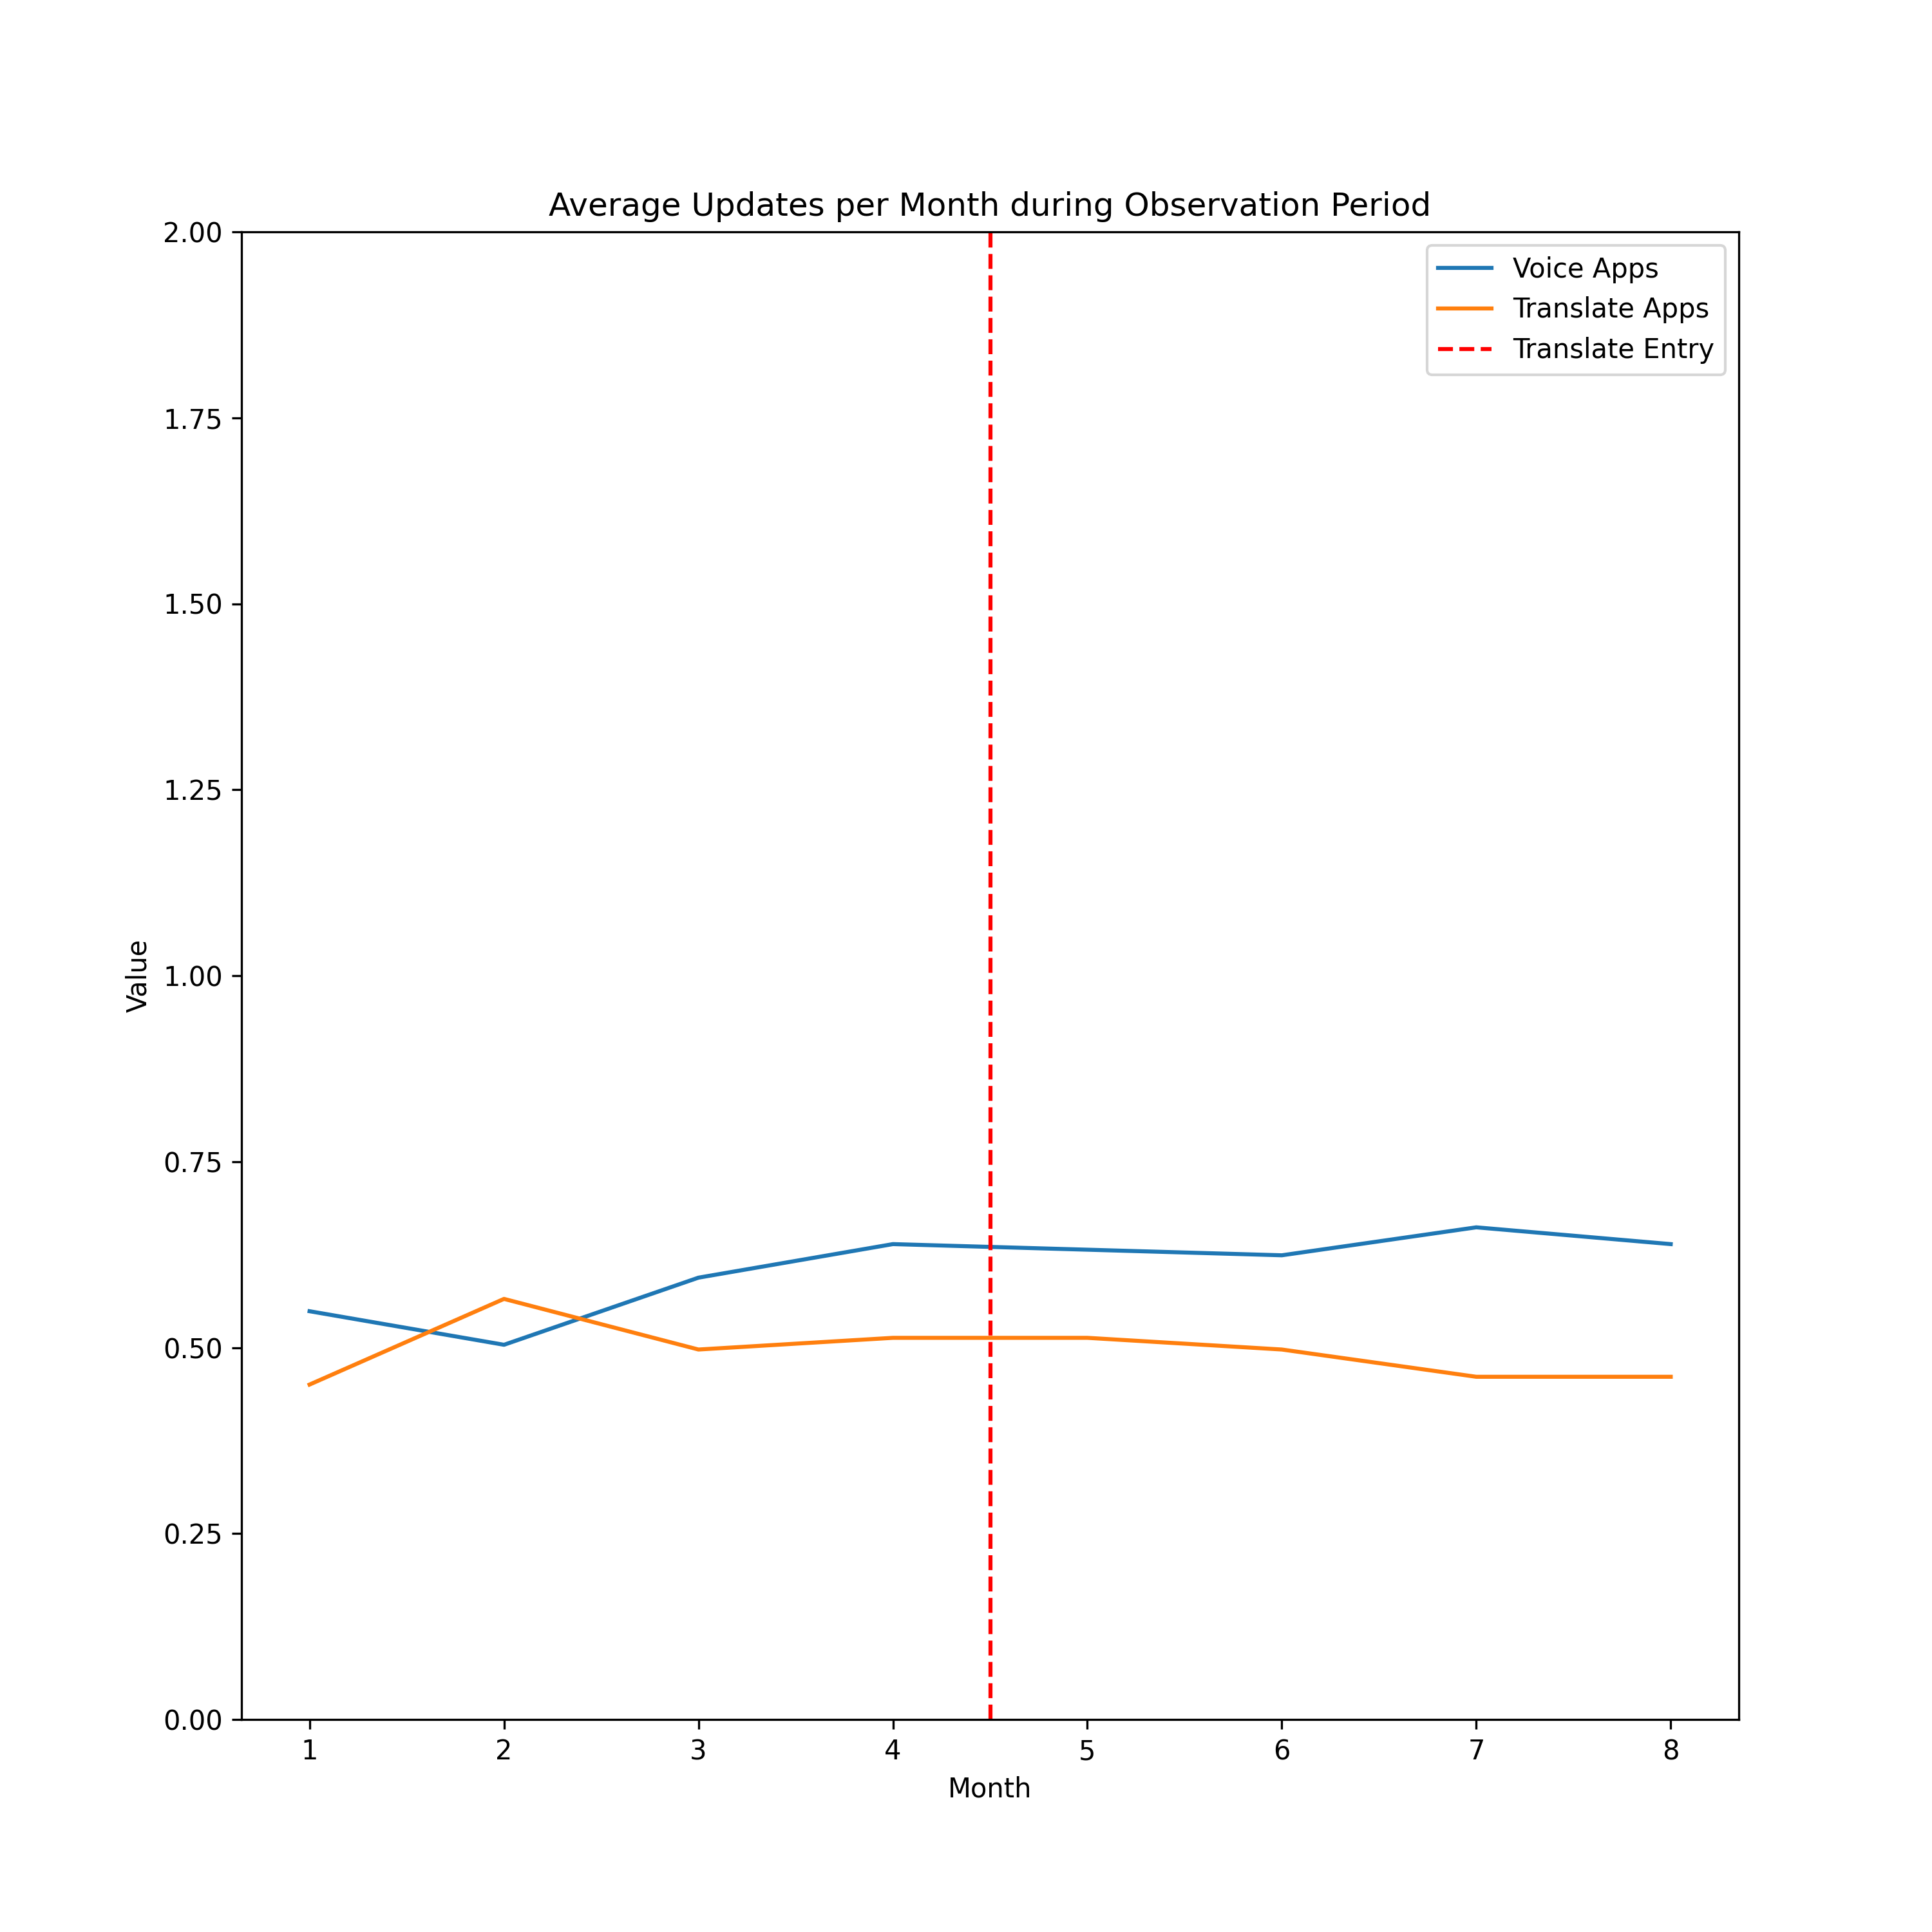 Average Updates per Month during Observation Period
Voice Apps
Translate Apps
Translate Entry
2.00
1.75
1.50
1.25
1.00
0.75
0.50
0.25
0.00
Value
1 2 3 4 5 6 7 8
Month